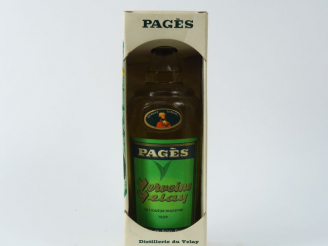 PAGÈS
PAGÈS
Verveine
Velay
Distillerie du Velay